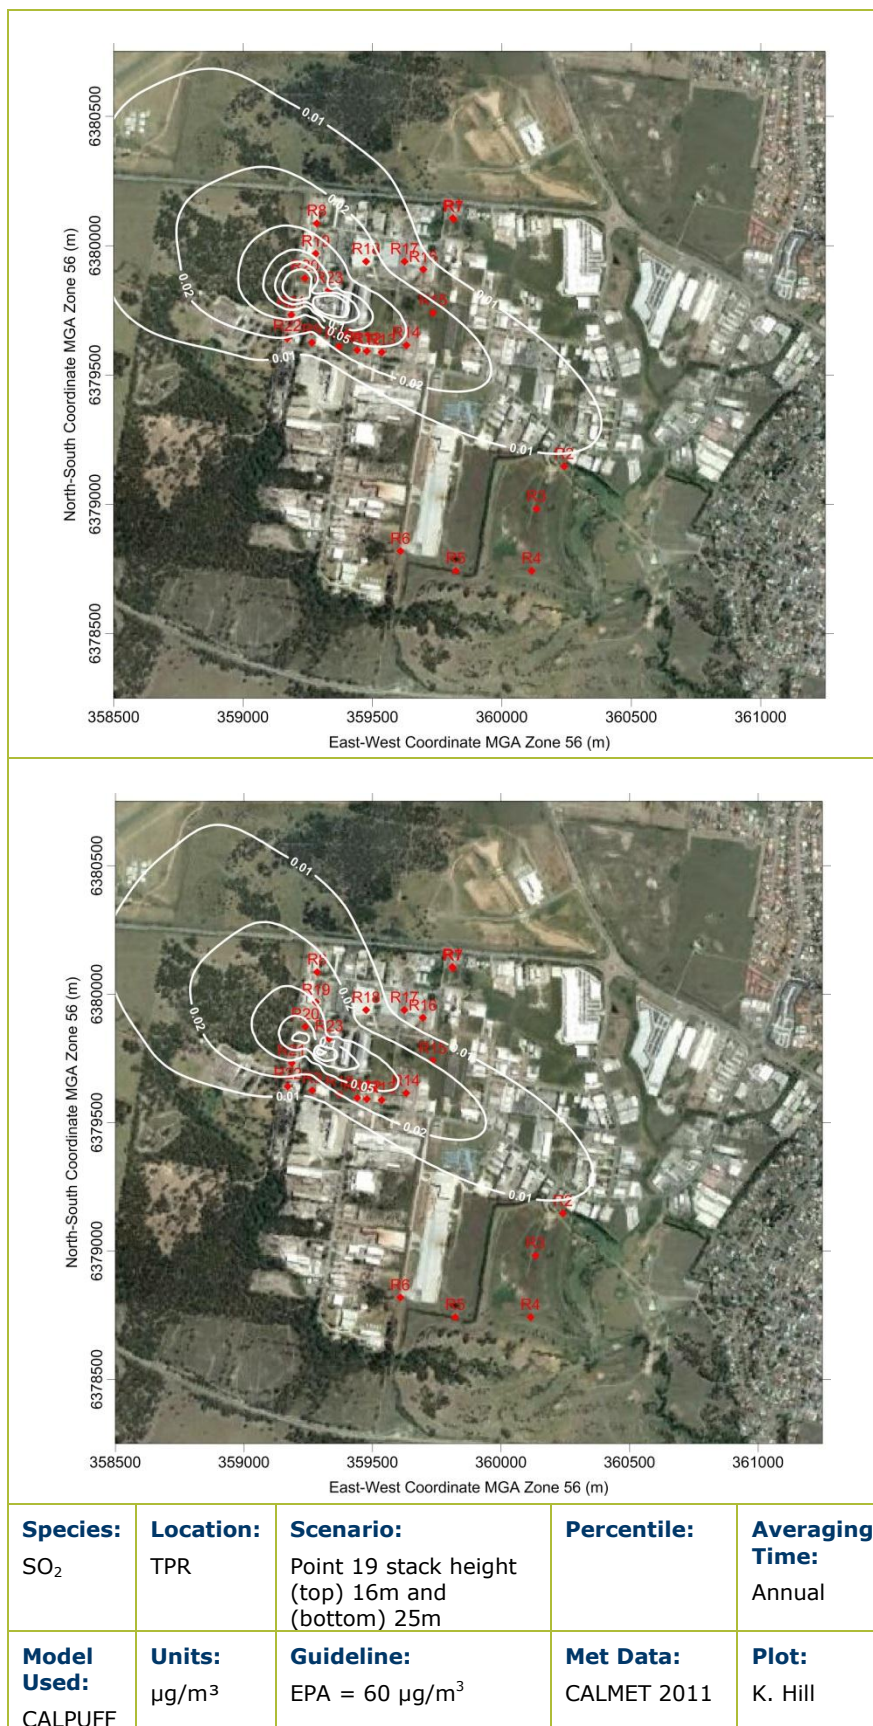 6380500
6380000
6379500
6379000
6378500
North-South Coordinate MGA Zone 56 (m)
0.01
0.02
R8
R7
R19
R18
R17
R16
R20
R23
0.02
0.01
R15
R22
0.05
R14
0.01
0.02
0.01
R2
R3
R6
R5
R4
358500 359000 359500 360000 360500 361000
East-West Coordinate MGA Zone 56 (m)
6380500
6380000
6379500
6379000
6378500
North-South Coordinate MGA Zone 56 (m)
0.01
R7
R19
0.02
R18
R17
R16
R20
R23
0.02
0.01
R15
0.05
R14
0.01
0.02
0.01
R2
R3
R6
R5
R4
358500 359000 359500 360000 360500 361000
East-West Coordinate MGA Zone 56 (m)
Species:
SO₂
Location:
TPR
Scenario:
Point 19 stack height
(top) 16m and
(bottom) 25m
Percentile:
Averaging
Time:
Annual
Model
Used:
CALPUFF
Units:
µg/m³
Guideline:
EPA = 60 µg/m³
Met Data:
CALMET 2011
Plot:
K. Hill